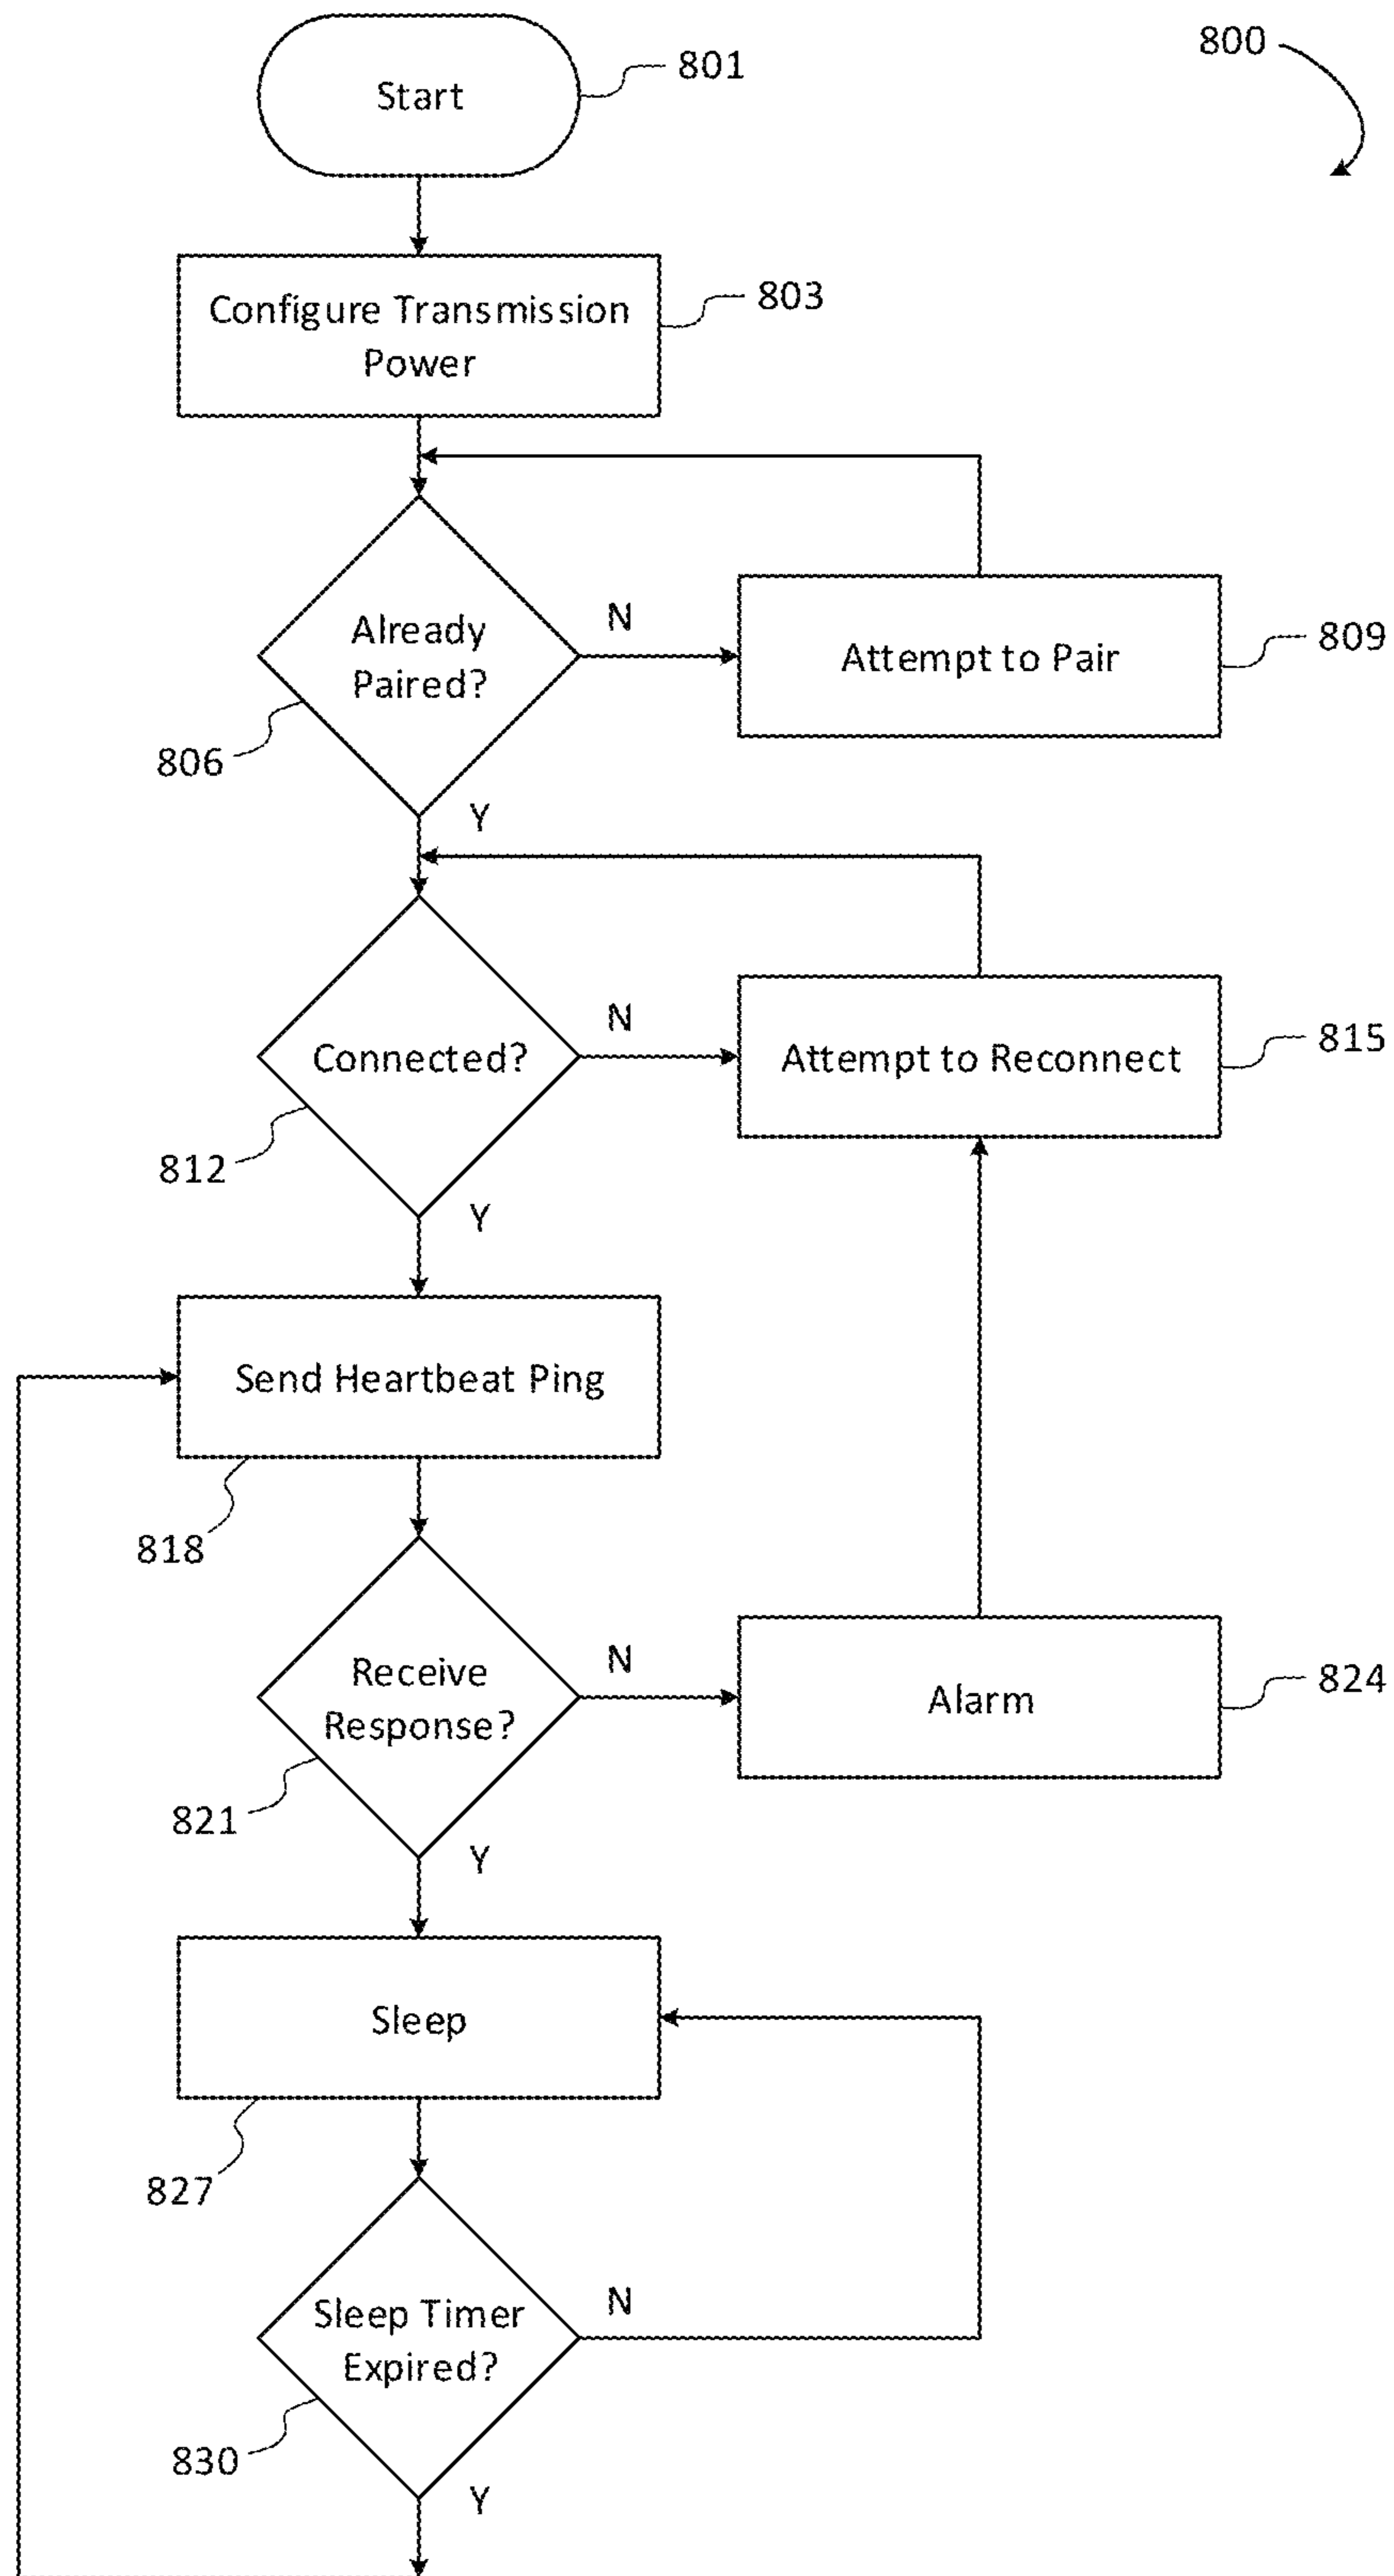 800
Start
801
Configure Transmission
Power
803
Already
Paired?
N
806
Y
Attempt to Pair
809
Connected?
N
812
Y
Attempt to Reconnect
815
Send Heartbeat Ping
818
Receive
Response?
N
821
Y
Alarm
824
Sleep
827
Sleep Timer
Expired?
N
830
Y